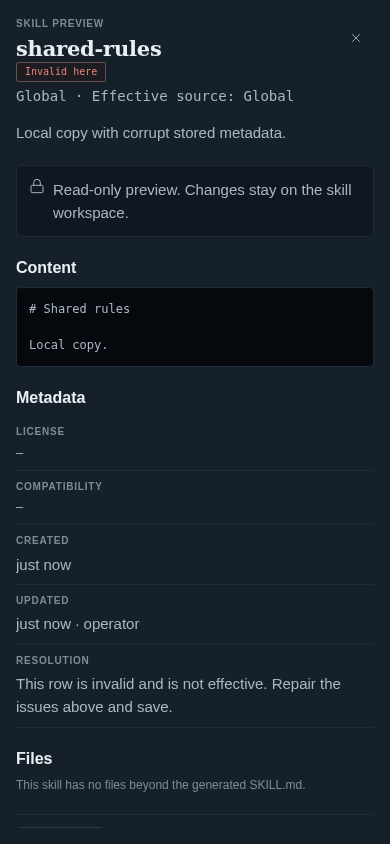 SKILL PREVIEW
shared-rules
Invalid here
Global · Effective source: Global
Local copy with corrupt stored metadata.
Read-only preview. Changes stay on the skill
workspace.
Content
# Shared rules
Local copy.
Metadata
LICENSE
–
COMPATIBILITY
–
CREATED
just now
UPDATED
just now · operator
RESOLUTION
This row is invalid and is not effective. Repair the
issues above and save.
Files
This skill has no files beyond the generated SKILL.md.